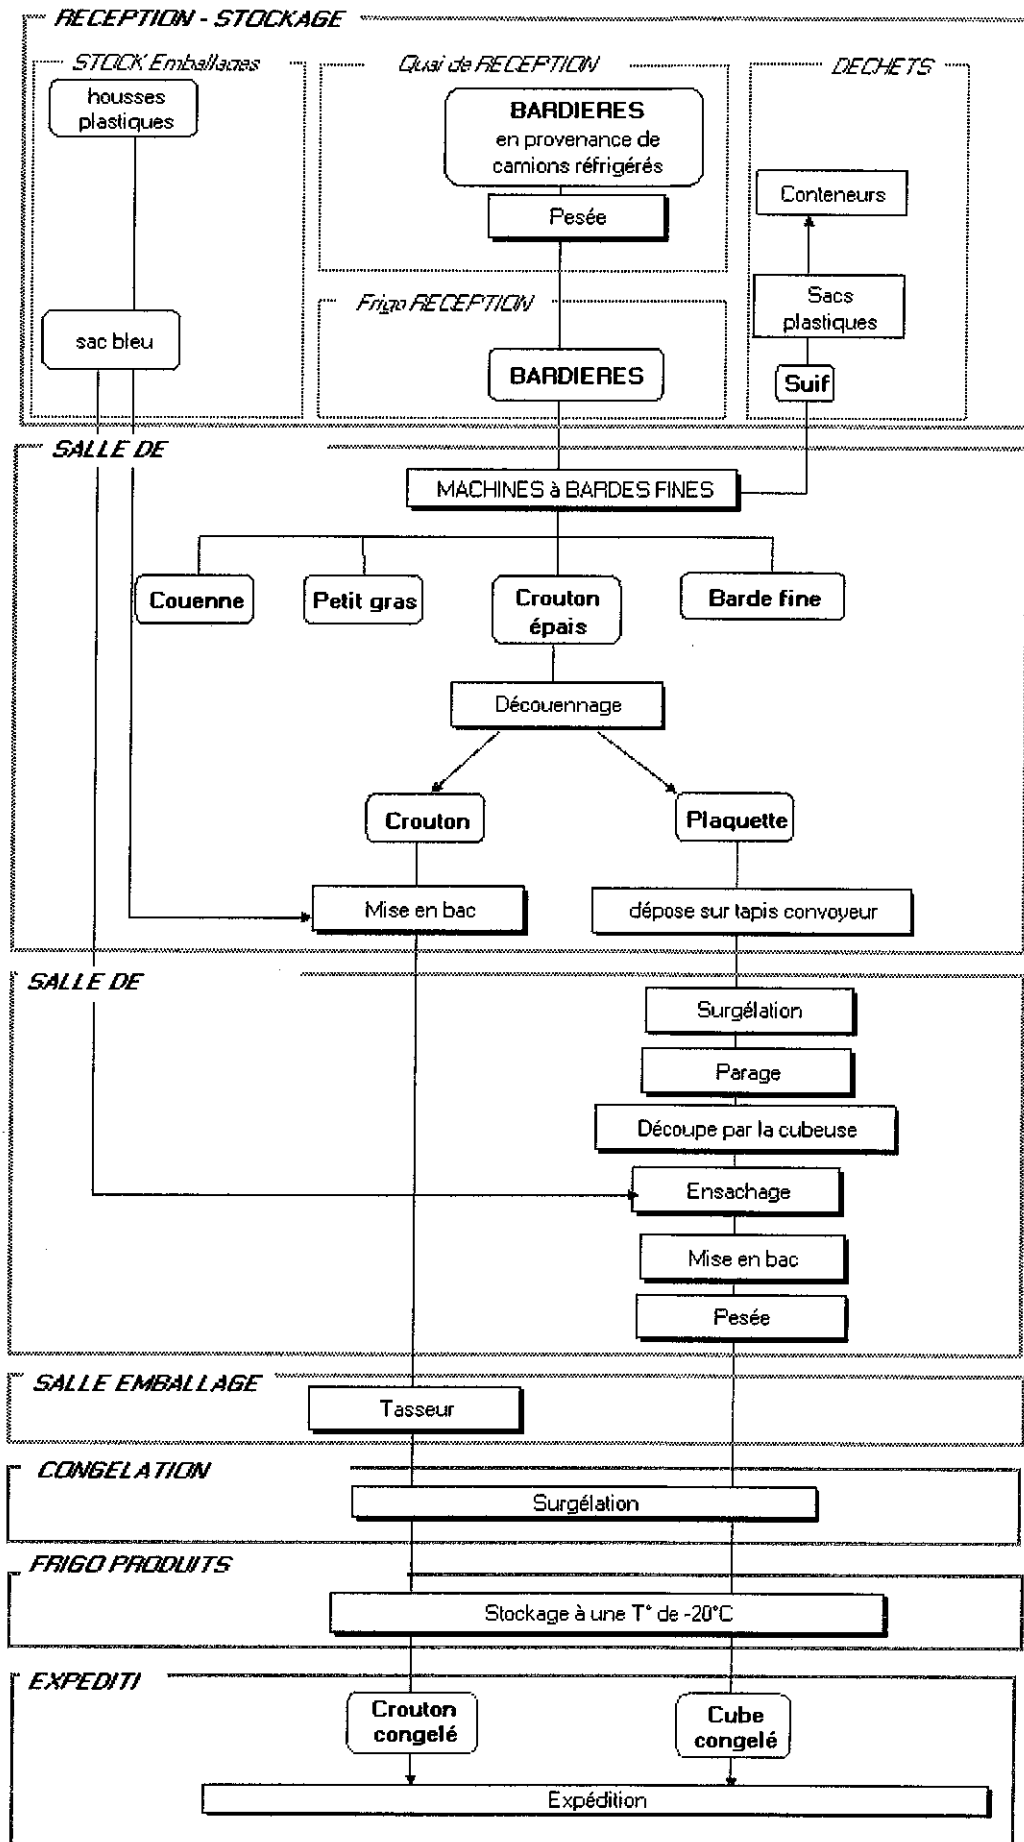 RECEPTION - STOCKAGE
STOCK Emballages
Quai de RECEPTION
DECHETS
housses
plastiques
BARDIERES
en provenance de
camions réfrigérés
Pesée
Conteneurs
Sacs
plastiques
Frigo RECEPTION
sac bleu
BARDIERES
Suif
SALLE DE
MACHINES à BARDES FINES
Couenne
Petit gras
Crouton
épais
Barde fine
Découennage
Crouton
Plaquette
Mise en bac
dépose sur tapis convoyeur
SALLE DE
Surgélation
Parage
Découpe par la cubeuse
Ensachage
Mise en bac
Pesée
SALLE EMBALLAGE
Tasseur
CONGELATION
Surgélation
FRIGO PRODUITS
Stockage à une T° de -20°C
EXPEDITI
Crouton
congelé
Cube
congelé
Expédition